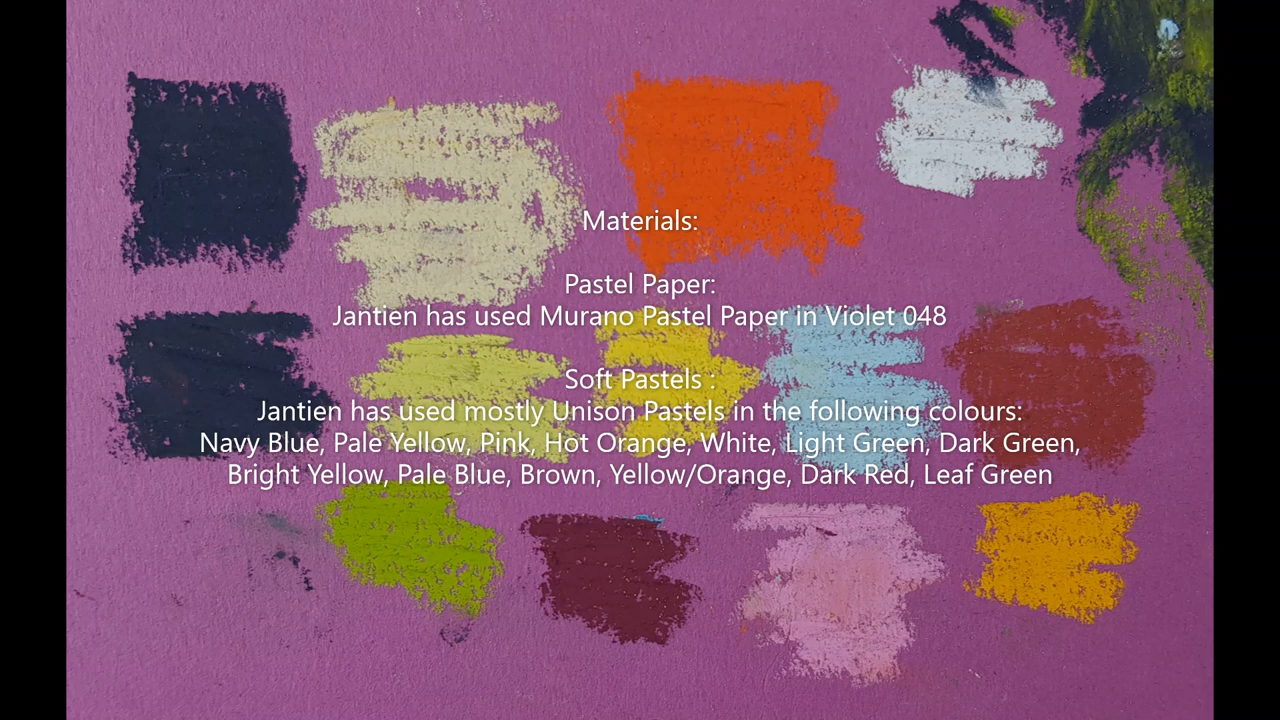 Materials:
Pastel Paper:
Jantien has used Murano Pastel Paper in Violet 048
Soft Pastels :
Jantien has used mostly Unison Pastels in the following colours:
Navy Blue, Pale Yellow, Pink, Hot Orange, White, Light Green, Dark Green,
Bright Yellow, Pale Blue, Brown, Yellow/Orange, Dark Red, Leaf Green